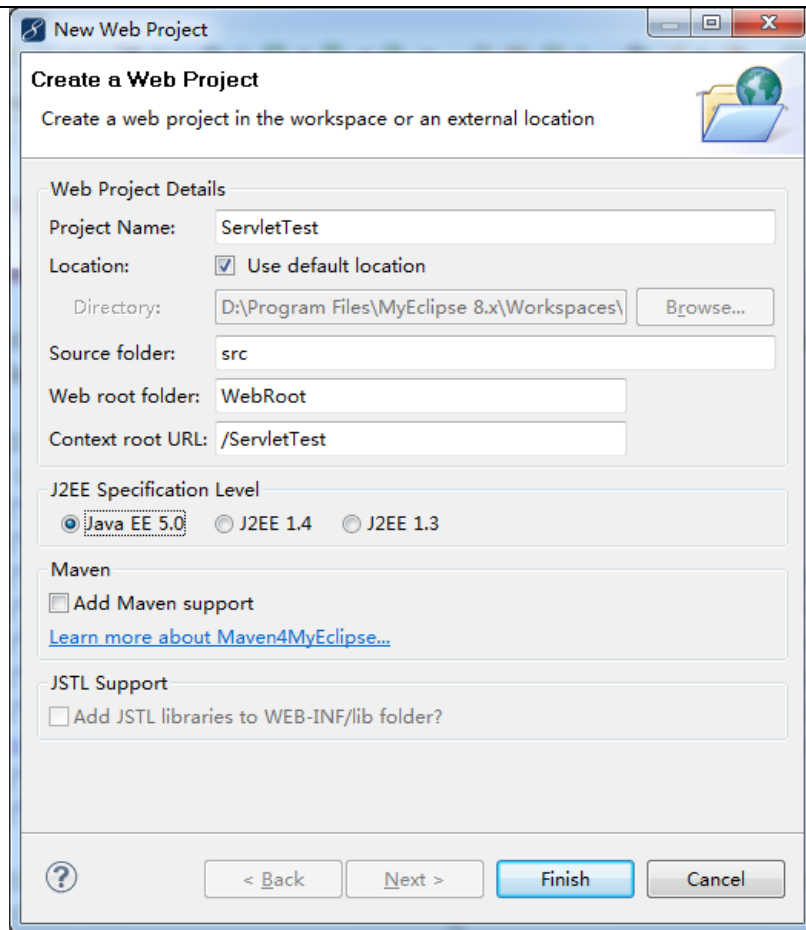 New Web Project
Create a Web Project
Create a web project in the workspace or an external location
Web Project Details
Project Name: ServletTest
Location: Use default location
Directory: D:\Program Files\MyEclipse 8.x\Workspaces\ Browse...
Source folder: src
Web root folder: WebRoot
Context root URL: /ServletTest
J2EE Specification Level
Java EE 5.0 J2EE 1.4 J2EE 1.3
Maven
Add Maven support
Learn more about Maven4MyEclipse...
JSTL Support
Add JSTL libraries to WEB-INF/lib folder?
? < Back Next > Finish Cancel